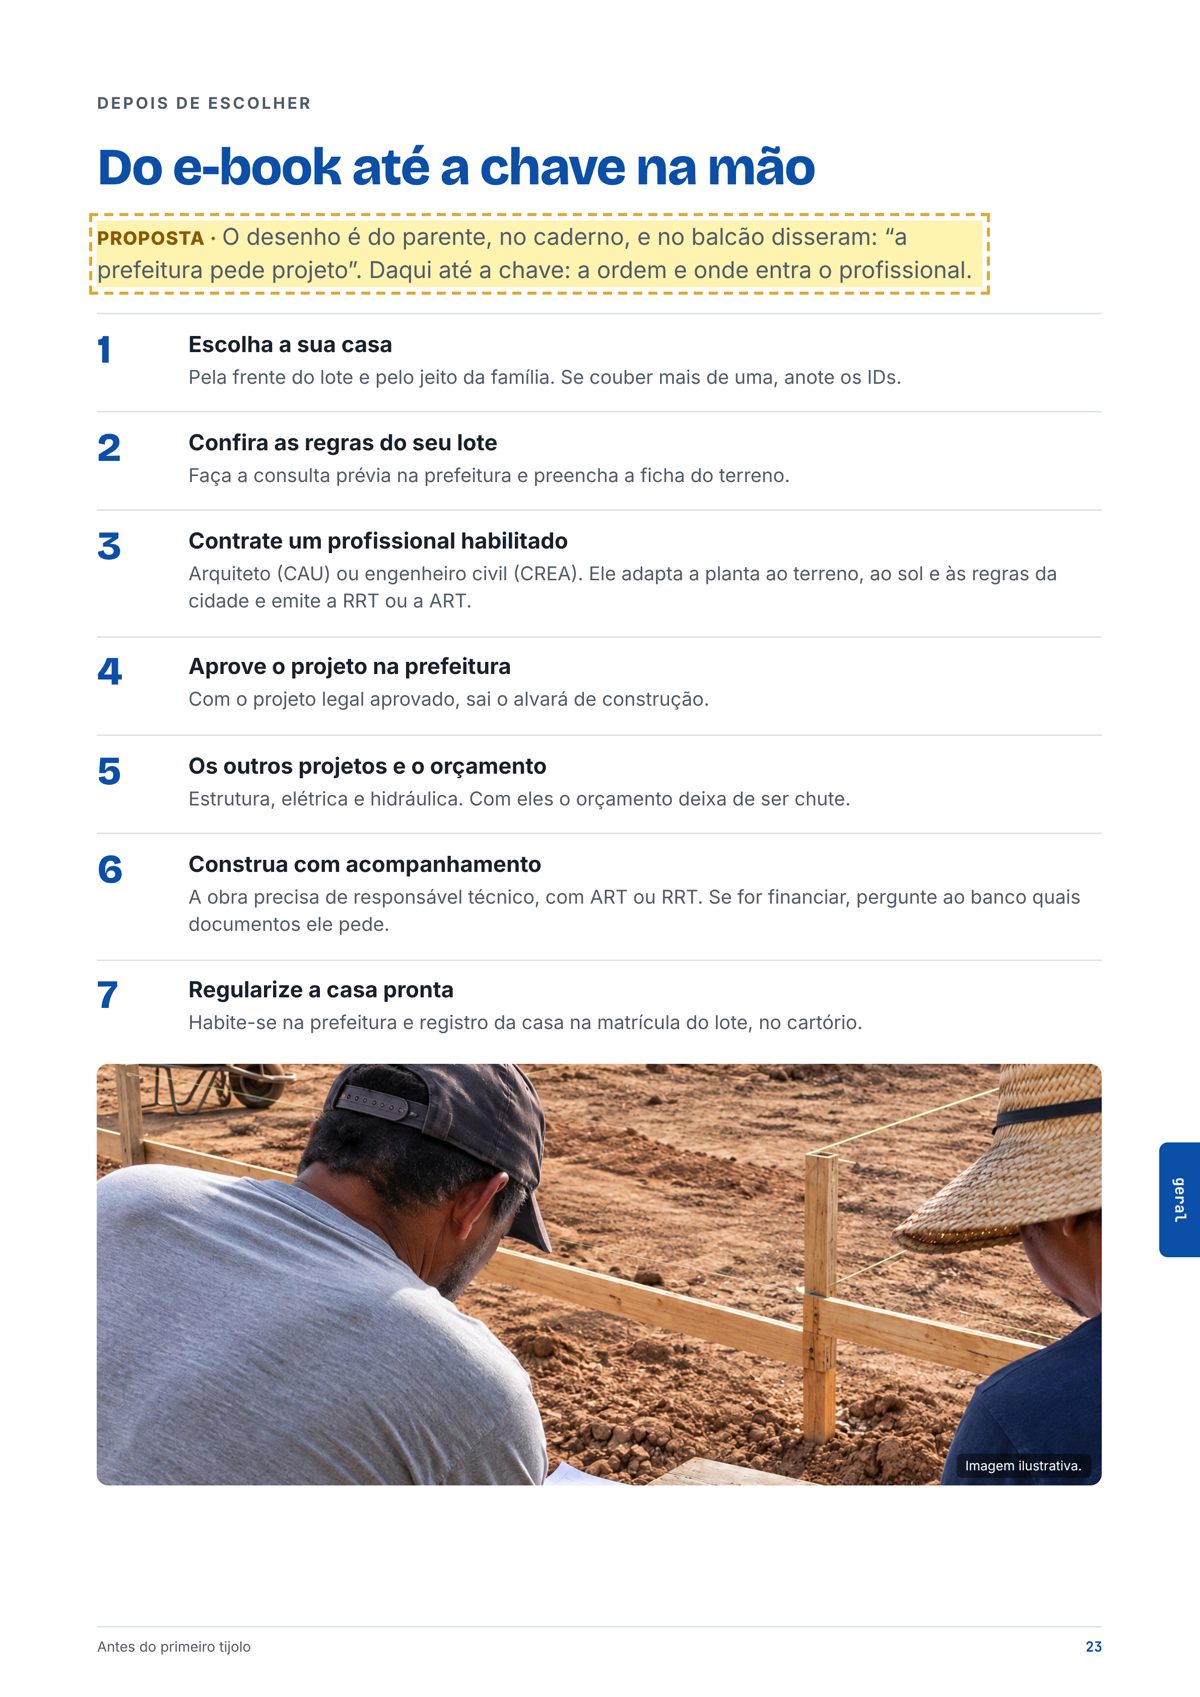 DEPOIS DE ESCOLHER
Do e-book até a chave na mão
PROPOSTA · O desenho é do parente, no caderno, e no balcão disseram: “a
prefeitura pede projeto”. Daqui até a chave: a ordem e onde entra o profissional.
1
Escolha a sua casa
Pela frente do lote e pelo jeito da família. Se couber mais de uma, anote os IDs.
2
Confira as regras do seu lote
Faça a consulta prévia na prefeitura e preencha a ficha do terreno.
3
Contrate um profissional habilitado
Arquiteto (CAU) ou engenheiro civil (CREA). Ele adapta a planta ao terreno, ao sol e às regras da
cidade e emite a RRT ou a ART.
4
Aprove o projeto na prefeitura
Com o projeto legal aprovado, sai o alvará de construção.
5
Os outros projetos e o orçamento
Estrutura, elétrica e hidráulica. Com eles o orçamento deixa de ser chute.
6
Construa com acompanhamento
A obra precisa de responsável técnico, com ART ou RRT. Se for financiar, pergunte ao banco quais
documentos ele pede.
7
Regularize a casa pronta
Habite-se na prefeitura e registro da casa na matrícula do lote, no cartório.
geral
Imagem ilustrativa.
Antes do primeiro tijolo
23